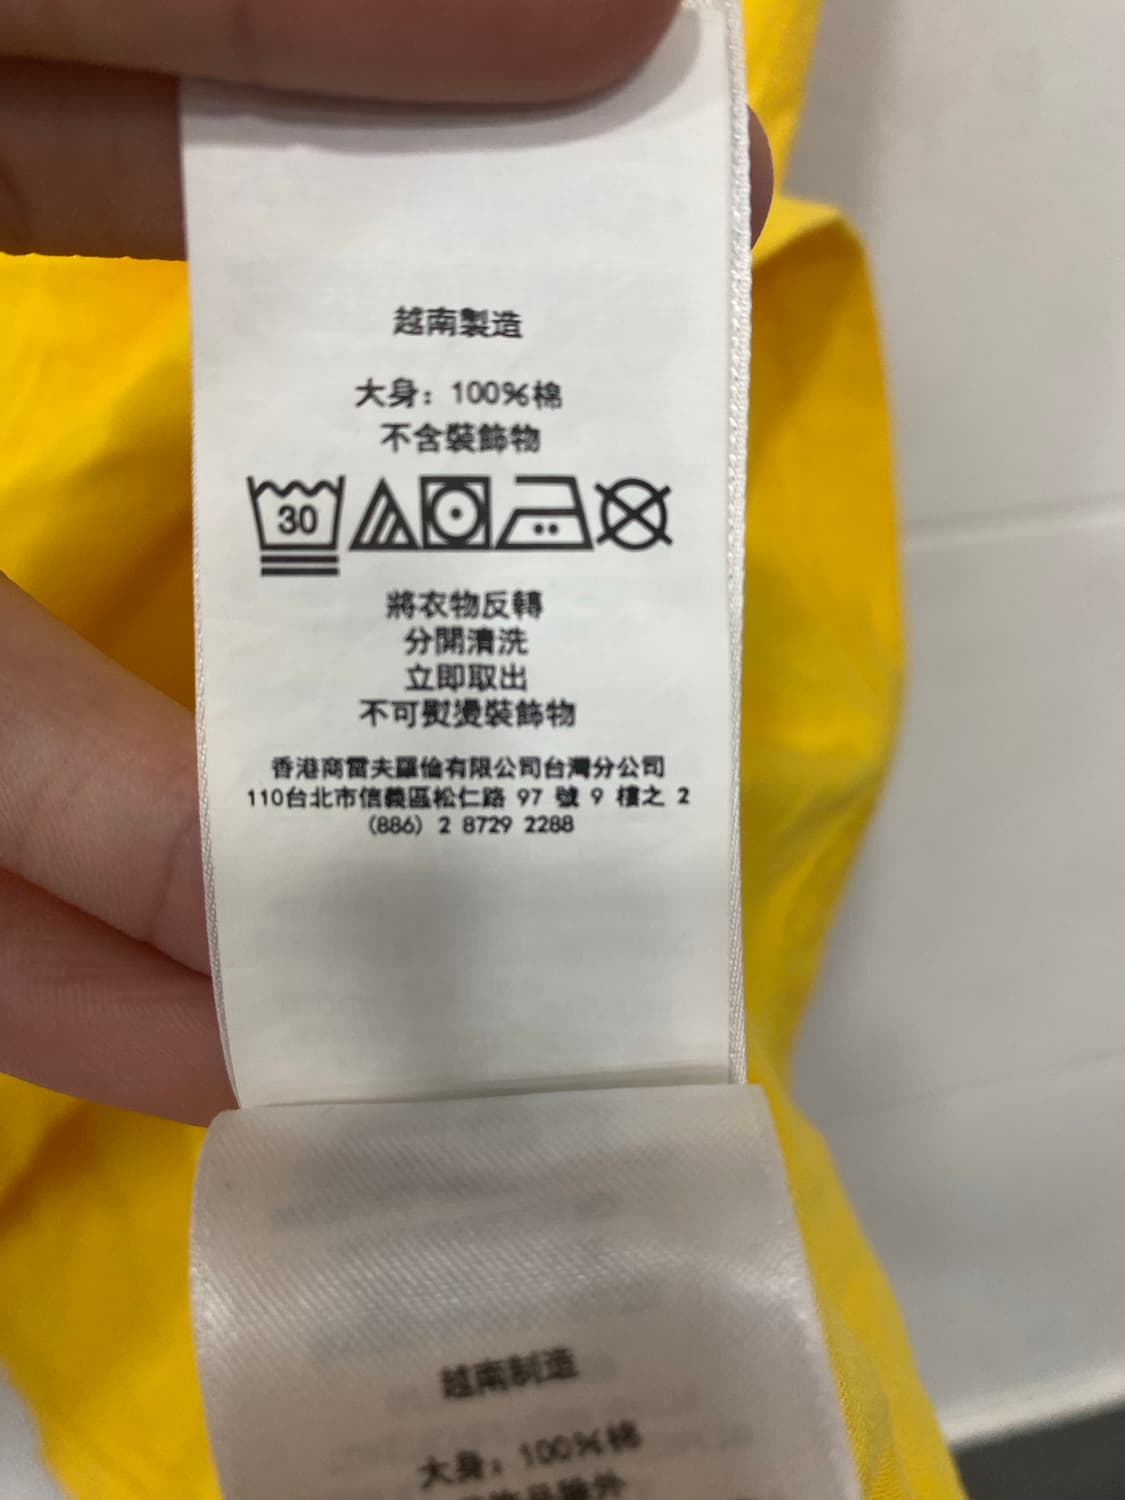 越南製造
大身：100%棉
不含裝飾物
30
將衣物反轉
分開清洗
立即取出
不可熨燙裝飾物
香港商雷夫羅倫有限公司台灣分公司
110台北市信義區松仁路 97 號 9 樓之 2
(886) 2 8729 2288
越南制造
大身：100%棉